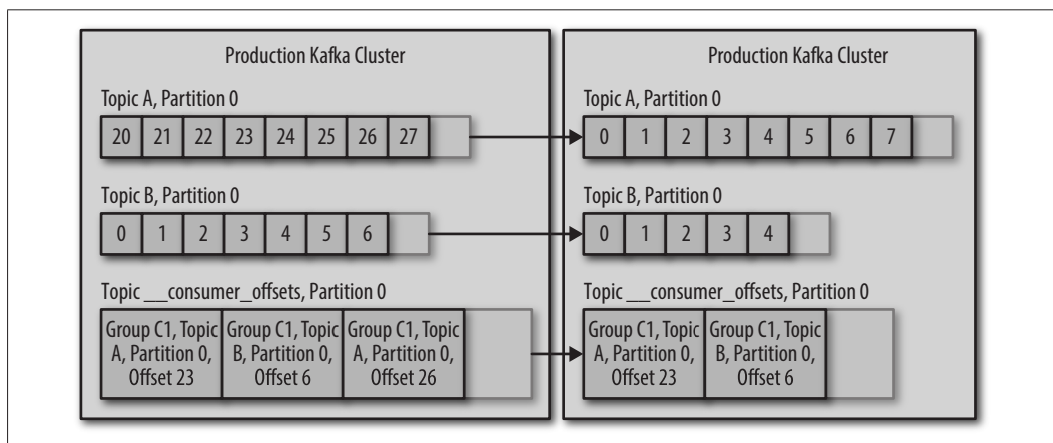 Production Kafka Cluster
Topic A, Partition 0
20 21 22 23 24 25 26 27
Topic B, Partition 0
0 1 2 3 4 5 6
Topic __consumer_offsets, Partition 0
Group C1, Topic
A, Partition 0,
Offset 23
Group C1, Topic
B, Partition 0,
Offset 6
Group C1, Topic
A, Partition 0,
Offset 26
Production Kafka Cluster
Topic A, Partition 0
0 1 2 3 4 5 6 7
Topic B, Partition 0
0 1 2 3 4
Topic __consumer_offsets, Partition 0
Group C1, Topic
A, Partition 0,
Offset 23
Group C1, Topic
B, Partition 0,
Offset 6